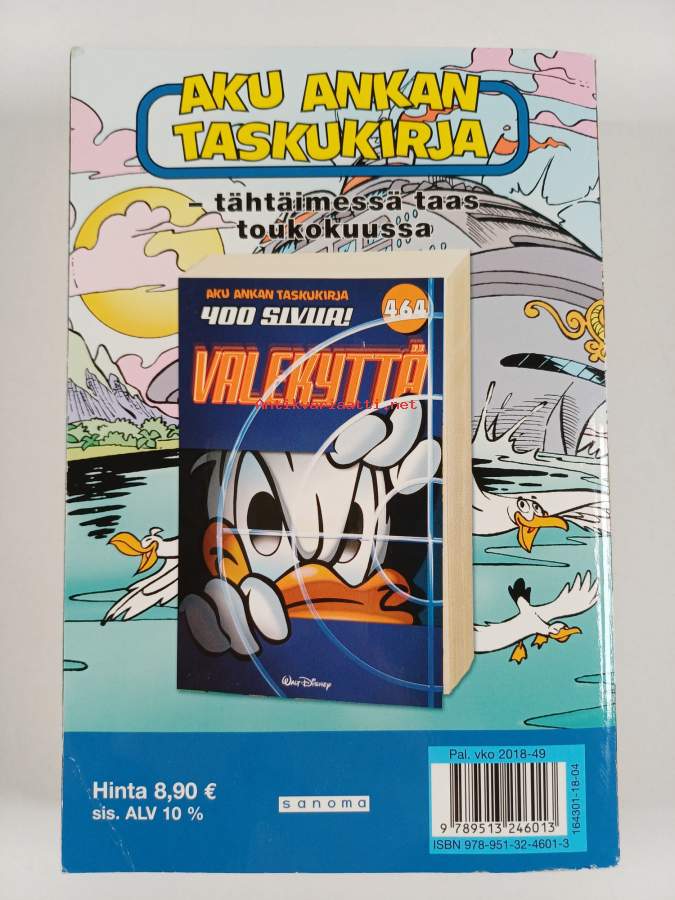 AKU ANKAN
TASKUKIRJA
– tähtäimessä taas
toukokuussa
AKU ANKAN TASKUKIRJA
400 SIVUA!
464
VALEKYTTÄ
Antikvariaatti.net
WALT DISNEY
Hinta 8,90 €
sis. ALV 10 %
sanoma
Pal. vko 2018-49
9 789513 246013
ISBN 978-951-32-4601-3
164301-18-04